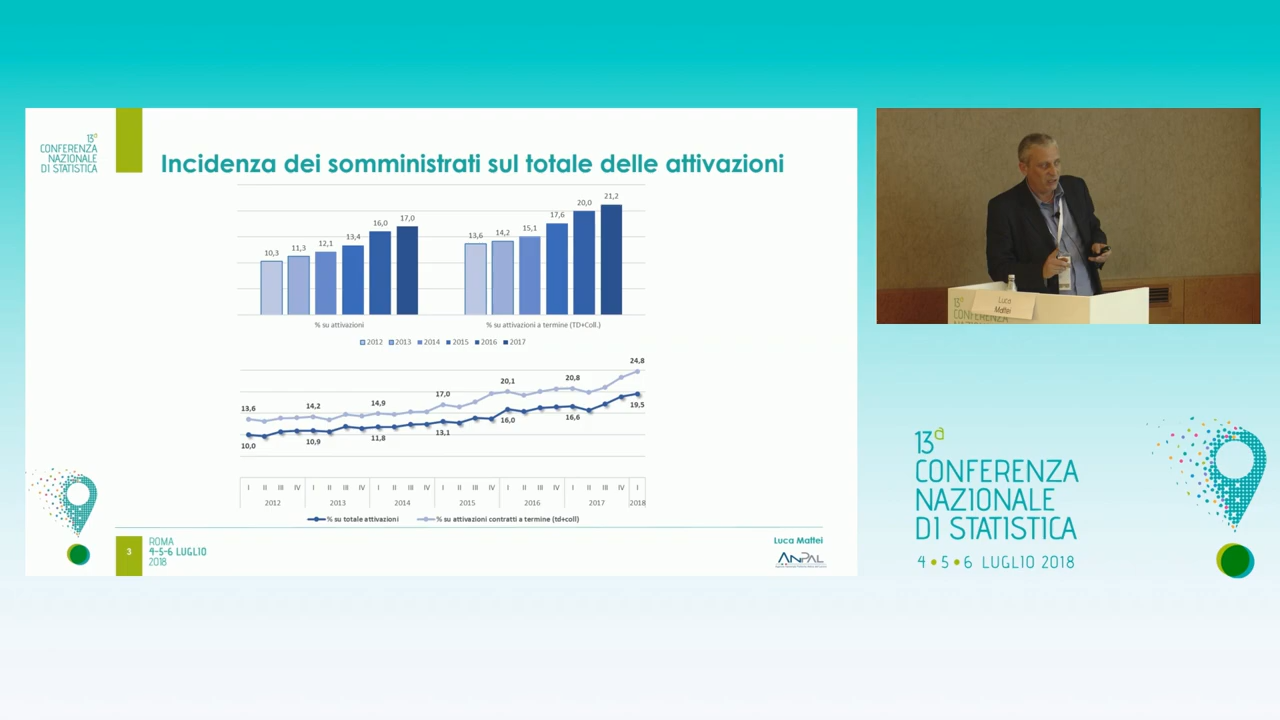 13ª
CONFERENZA
NAZIONALE
DI STATISTICA
Incidenza dei somministrati sul totale delle attivazioni
10,3
11,3
12,1
13,4
16,0
17,0
13,6
14,2
15,1
17,6
20,0
21,2
% su attivazioni
% su attivazioni a termine (TD+Coll.)
2012 2013 2014 2015 2016 2017
13,6
14,2
14,9
17,0
20,1
20,8
24,8
10,0
10,9
11,8
13,1
16,0
16,6
19,5
I II III IV I II III IV I II III IV I II III IV I II III IV I II III IV I
2012 2013 2014 2015 2016 2017 2018
% su totale attivazioni
% su attivazioni contratti a termine (td+coll)
3
ROMA
4-5-6 LUGLIO
2018
Luca Mattei
ANPAL
Luca
Mattei
13ª
CONFERENZA
13ª
CONFERENZA
NAZIONALE
DI STATISTICA
4•5•6 LUGLIO 2018